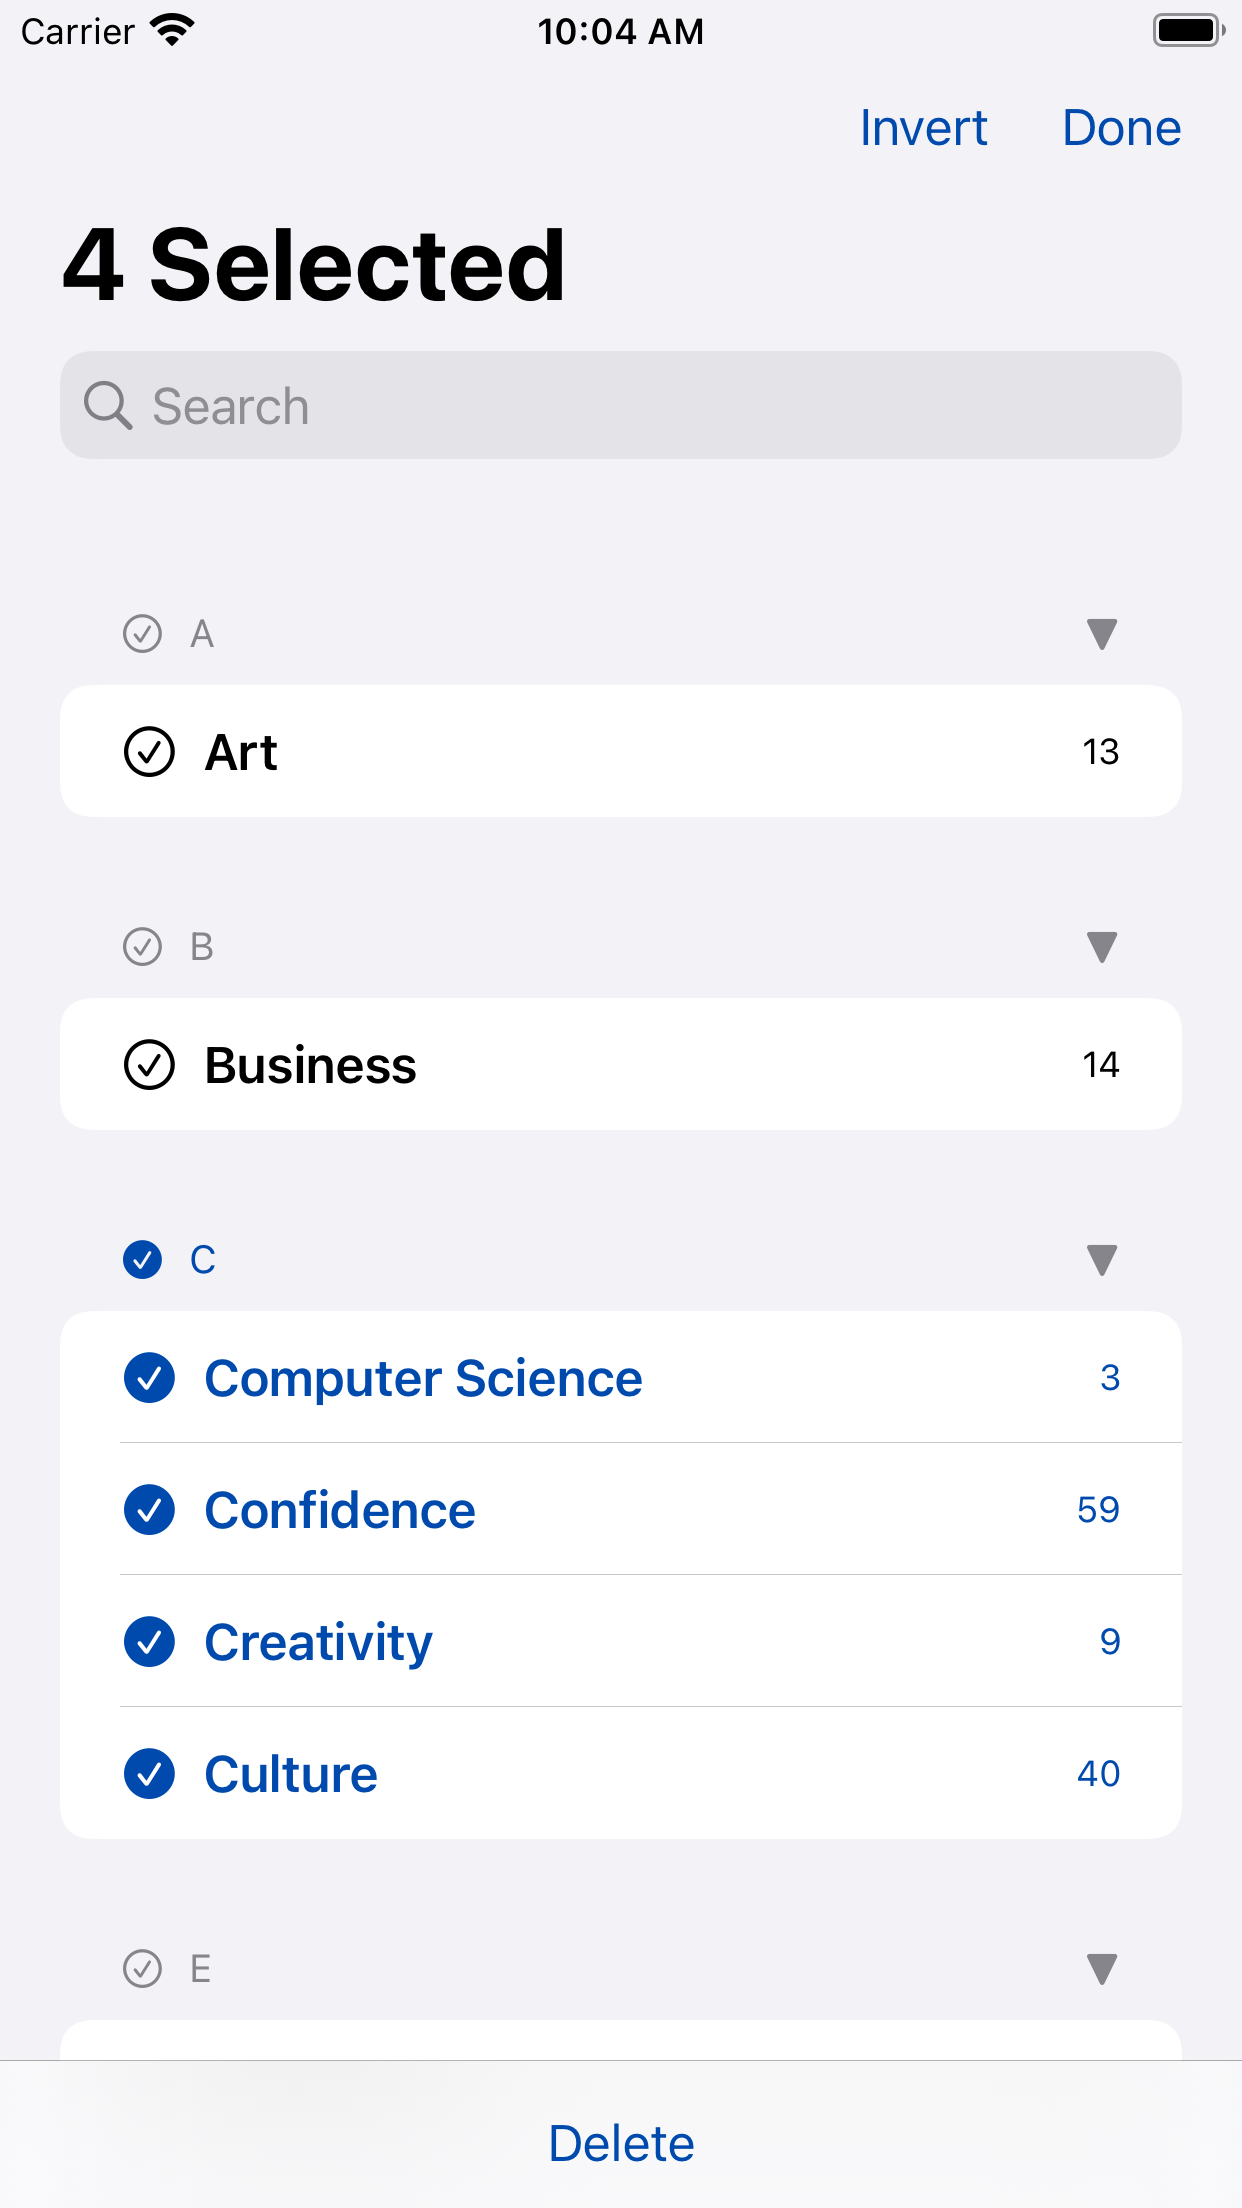 Carrier 10:04 AM
Invert Done
4 Selected
Search
A
Art 13
B
Business 14
C
Computer Science 3
Confidence 59
Creativity 9
Culture 40
E
Delete